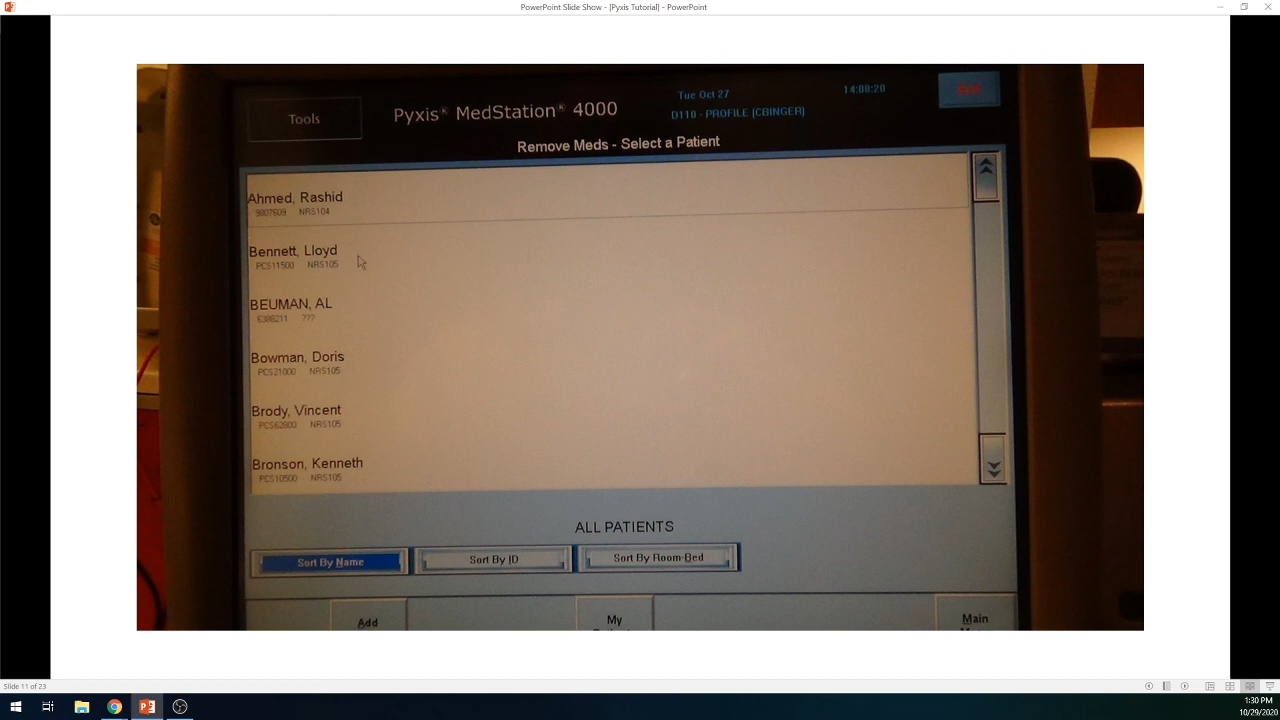 PowerPoint Slide Show - [Pyxis Tutorial] - PowerPoint
Tools
Pyxis® MedStation® 4000
Tue Oct 27
14:08:20
D110 - PROFILE (CBINGER)
Remove Meds - Select a Patient
Ahmed, Rashid
9807609 NRS104
Bennett, Lloyd
PCS11500 NRS105
BEUMAN, AL
6388211 ???
Bowman, Doris
PCS21000 NRS105
Brody, Vincent
PCS62800 NRS105
Bronson, Kenneth
PCS10500 NRS105
ALL PATIENTS
Sort By Name
Sort By ID
Sort By Room-Bed
Add
My
Main
Slide 11 of 23
1:30 PM
10/29/2020